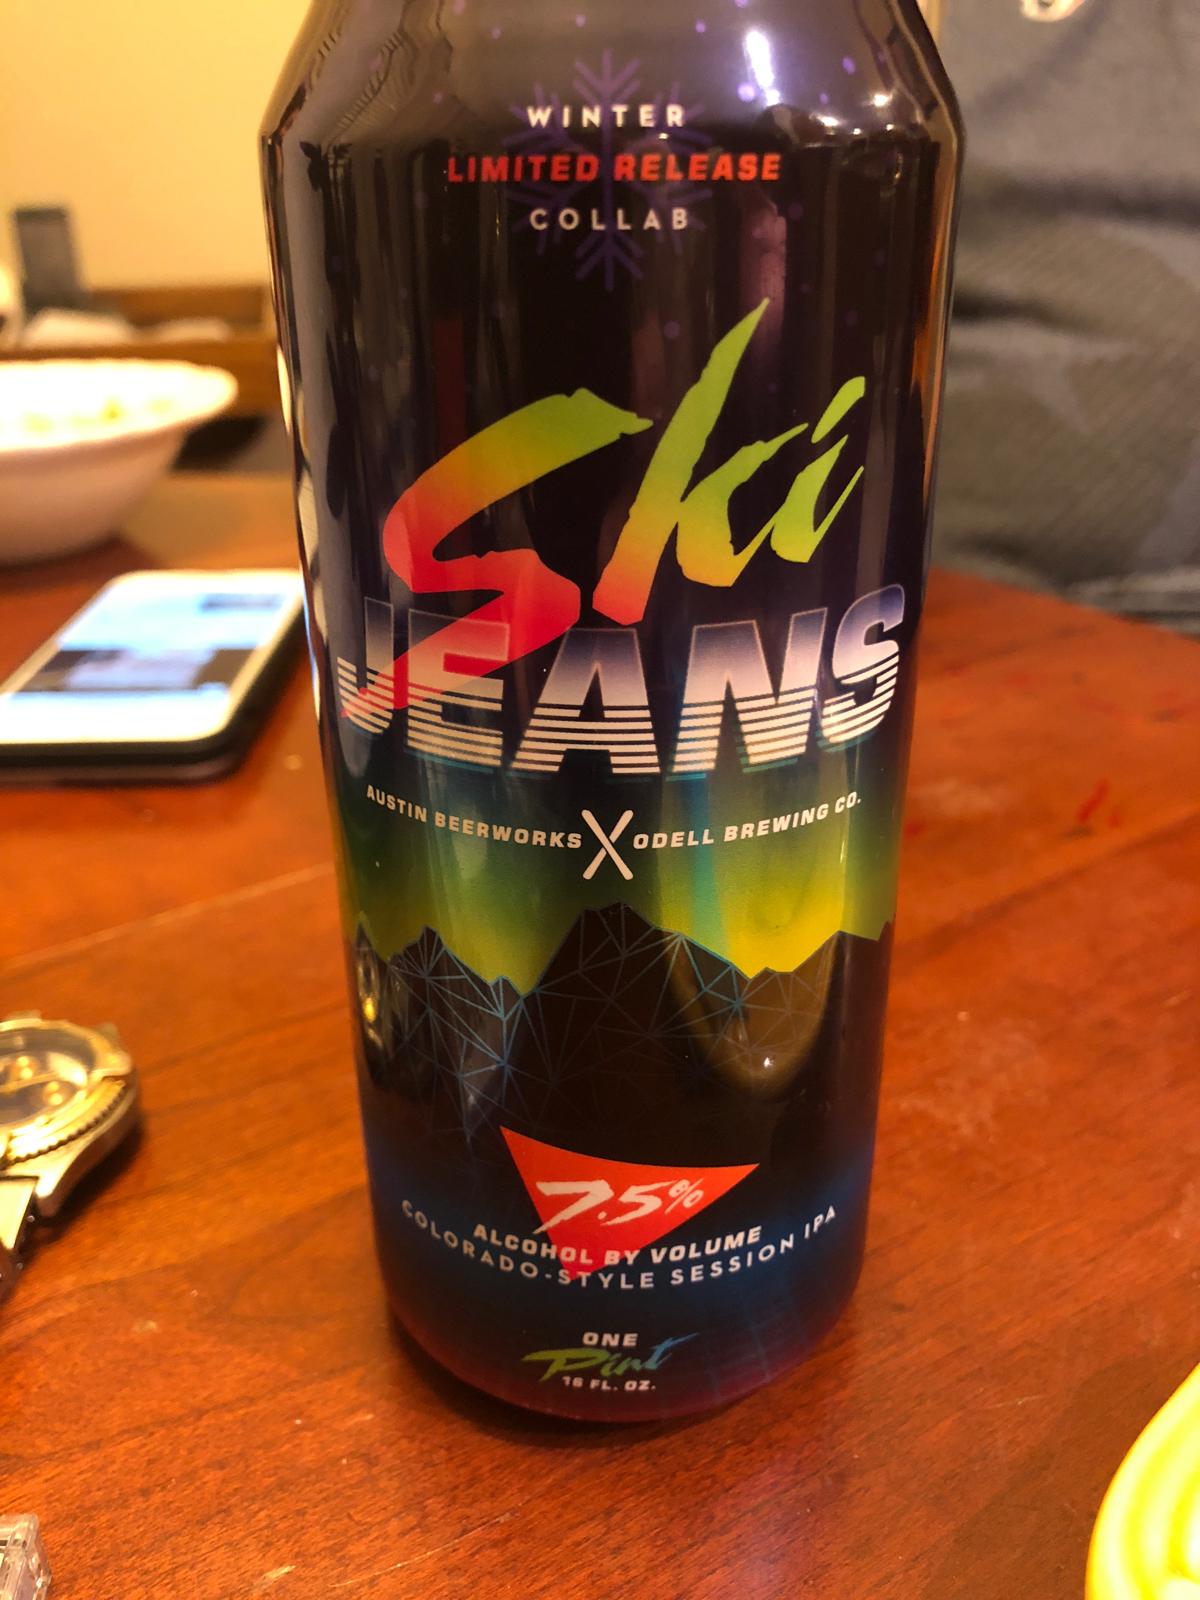 WINTER
LIMITED RELEASE
COLLAB
Ski
JEANS
AUSTIN BEERWORKS X ODELL BREWING CO.
7.5%
ALCOHOL BY VOLUME
COLORADO-STYLE SESSION IPA
ONE
Pint
16 FL. OZ.